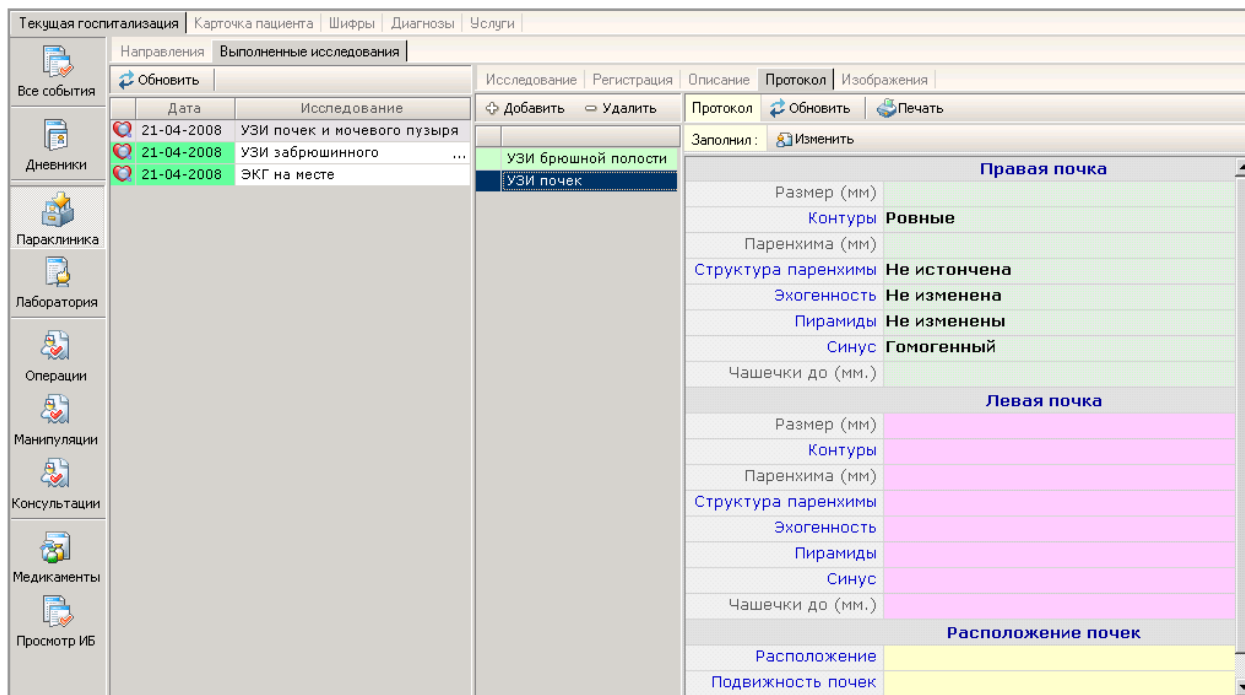 Текущая госпитализация Карточка пациента Шифры Диагнозы Услуги
Все события
Дневники
Параклиника
Лаборатория
Операции
Манипуляции
Консультации
Медикаменты
Просмотр ИБ
Направления Выполненные исследования
Обновить
Дата Исследование
21-04-2008 УЗИ почек и мочевого пузыря
21-04-2008 УЗИ забрюшинного ...
21-04-2008 ЭКГ на месте
Исследование Регистрация Описание Протокол Изображения
Добавить Удалить
УЗИ брюшной полости
УЗИ почек
Протокол Обновить Печать
Заполнил: Изменить
Правая почка
Размер (мм)
Контуры Ровные
Паренхима (мм)
Структура паренхимы Не истончена
Эхогенность Не изменена
Пирамиды Не изменены
Синус Гомогенный
Чашечки до (мм.)
Левая почка
Размер (мм)
Контуры
Паренхима (мм)
Структура паренхимы
Эхогенность
Пирамиды
Синус
Чашечки до (мм.)
Расположение почек
Расположение
Подвижность почек